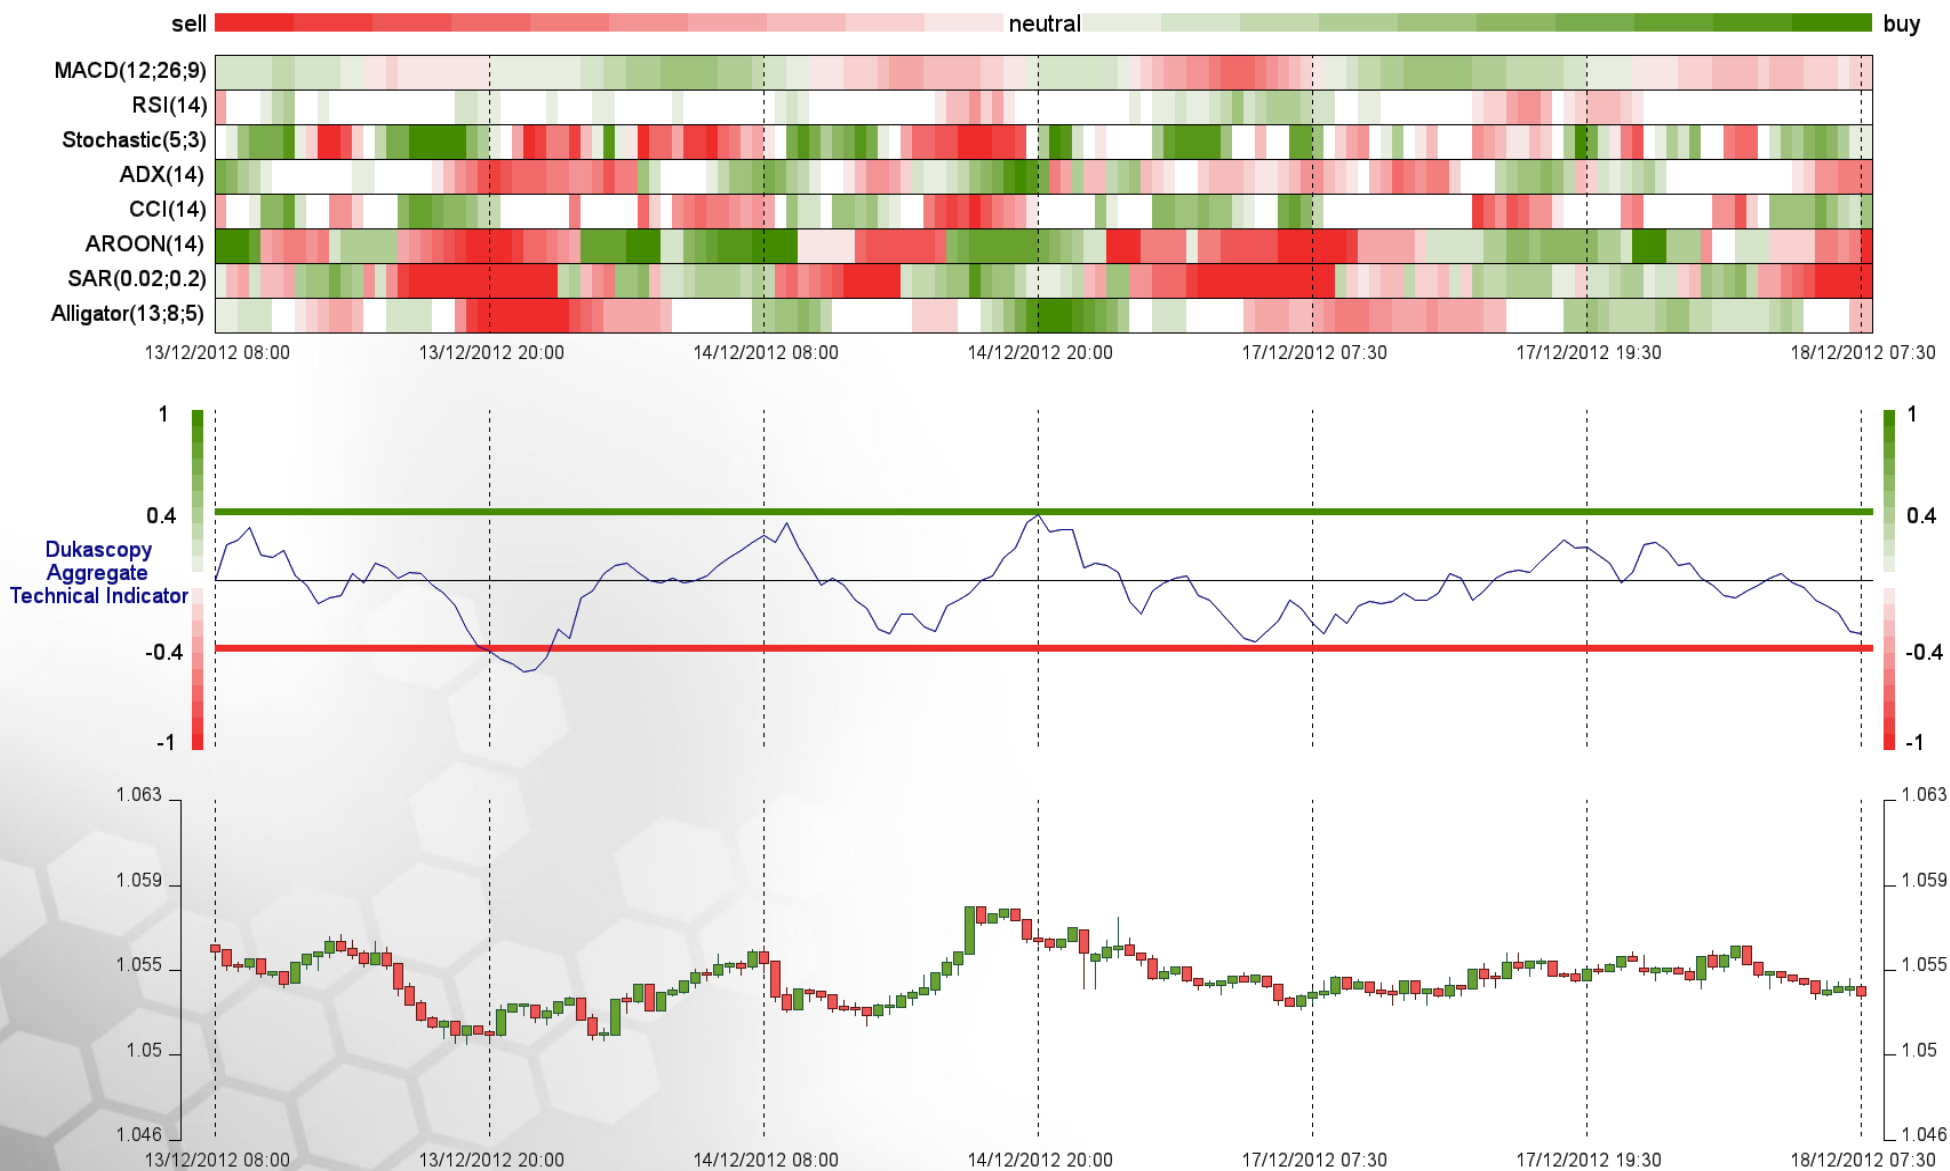 sell neutral buy
MACD(12;26;9)
RSI(14)
Stochastic(5;3)
ADX(14)
CCI(14)
AROON(14)
SAR(0.02;0.2)
Alligator(13;8;5)
13/12/2012 08:00 13/12/2012 20:00 14/12/2012 08:00 14/12/2012 20:00 17/12/2012 07:30 17/12/2012 19:30 18/12/2012 07:30
1 1
0.4 0.4
Dukascopy
Aggregate
Technical Indicator
-0.4 -0.4
-1 -1
1.063 1.063
1.059 1.059
1.055 1.055
1.05 1.05
1.046 1.046
13/12/2012 08:00 13/12/2012 20:00 14/12/2012 08:00 14/12/2012 20:00 17/12/2012 07:30 17/12/2012 19:30 18/12/2012 07:30